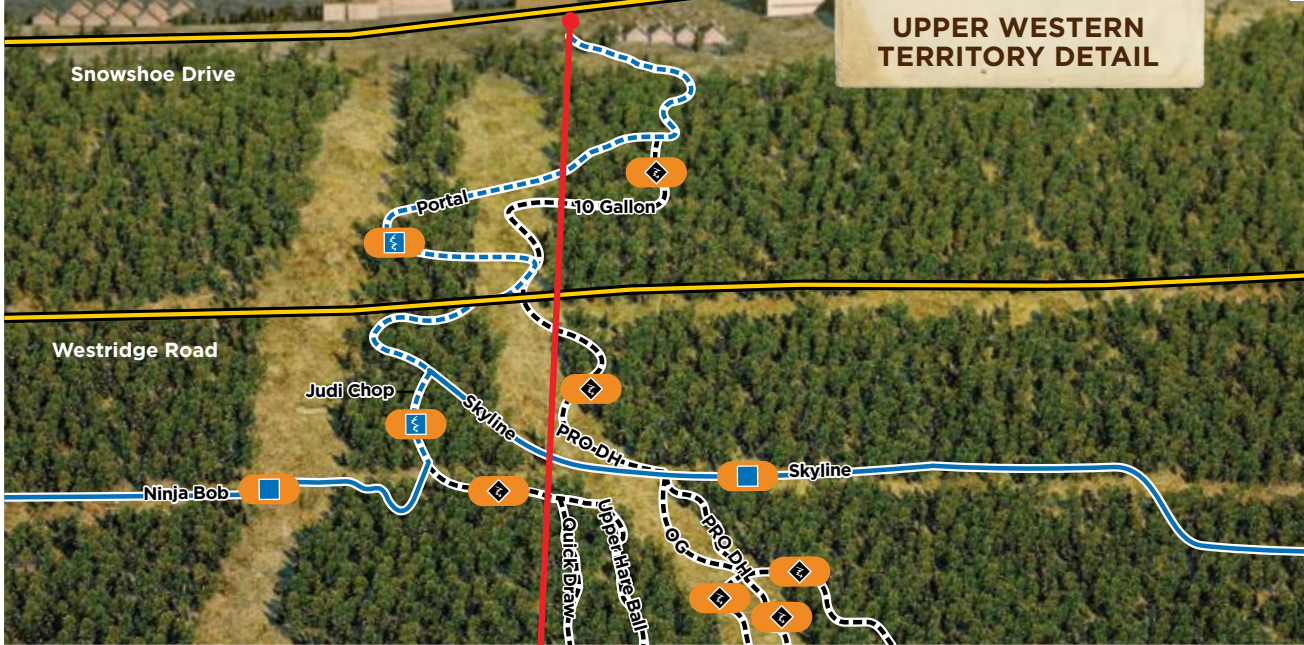 UPPER WESTERN
TERRITORY DETAIL
Snowshoe Drive
Portal
10 Gallon
Westridge Road
Judi Chop
Skyline
PRO DH
Skyline
Ninja Bob
Quick Draw
Upper Hare Ball
OG
PRO DHL